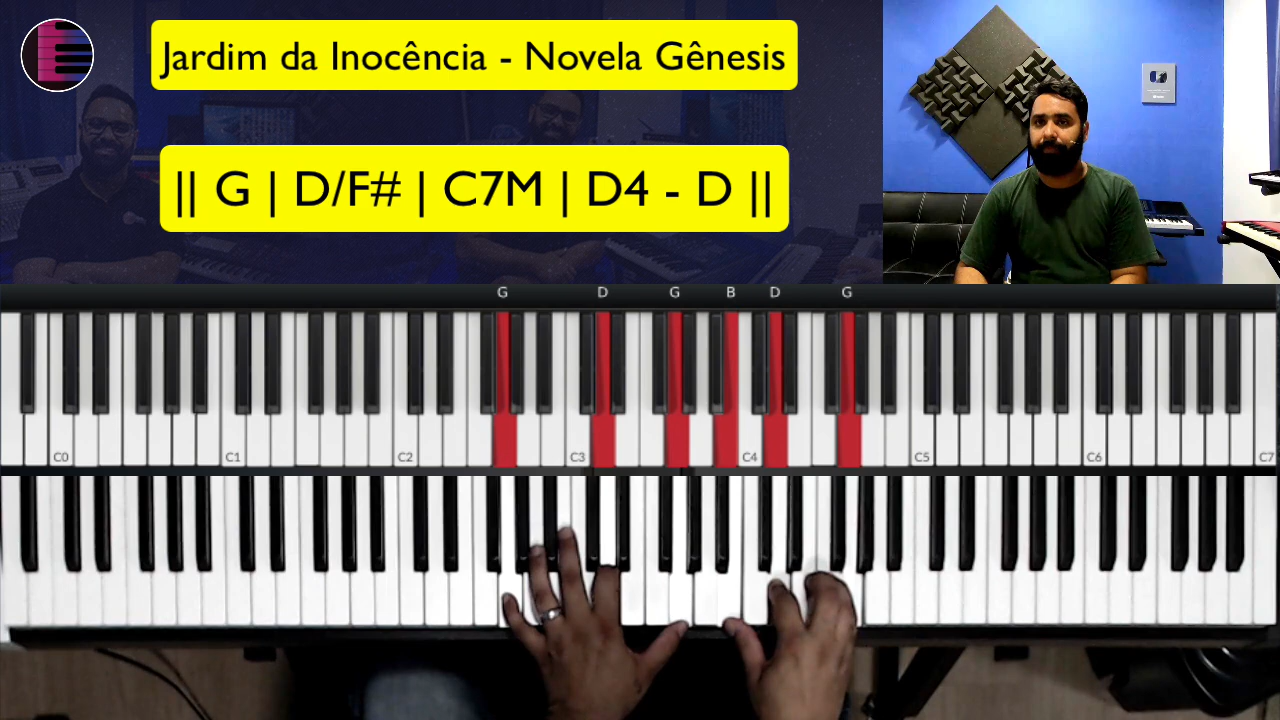 Jardim da Inocência - Novela Gênesis
|| G | D/F# | C7M | D4 - D ||
G D G B D G
C0 C1 C2 C3 C4 C5 C6 C7